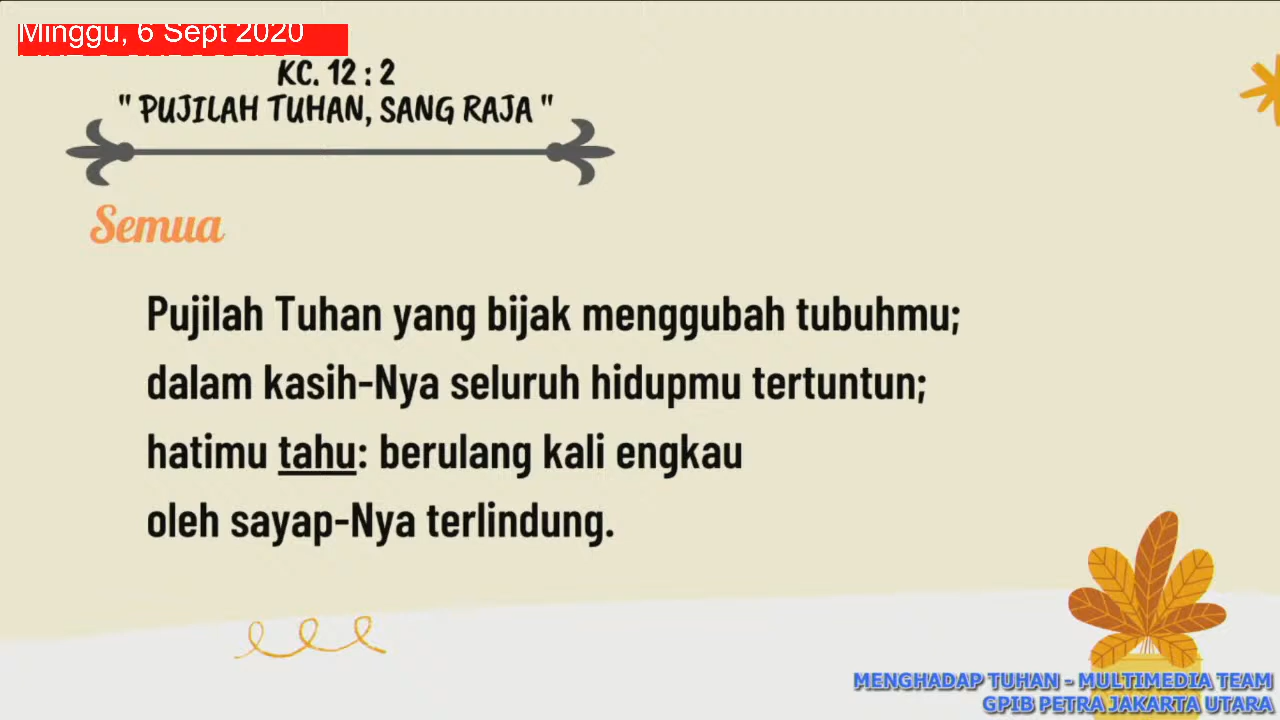 Minggu, 6 Sept 2020
KC. 12 : 2
" PUJILAH TUHAN, SANG RAJA "
Semua
Pujilah Tuhan yang bijak menggubah tubuhmu;
dalam kasih-Nya seluruh hidupmu tertuntun;
hatimu tahu: berulang kali engkau
oleh sayap-Nya terlindung.
MENGHADAP TUHAN - MULTIMEDIA TEAM
GPIB PETRA JAKARTA UTARA